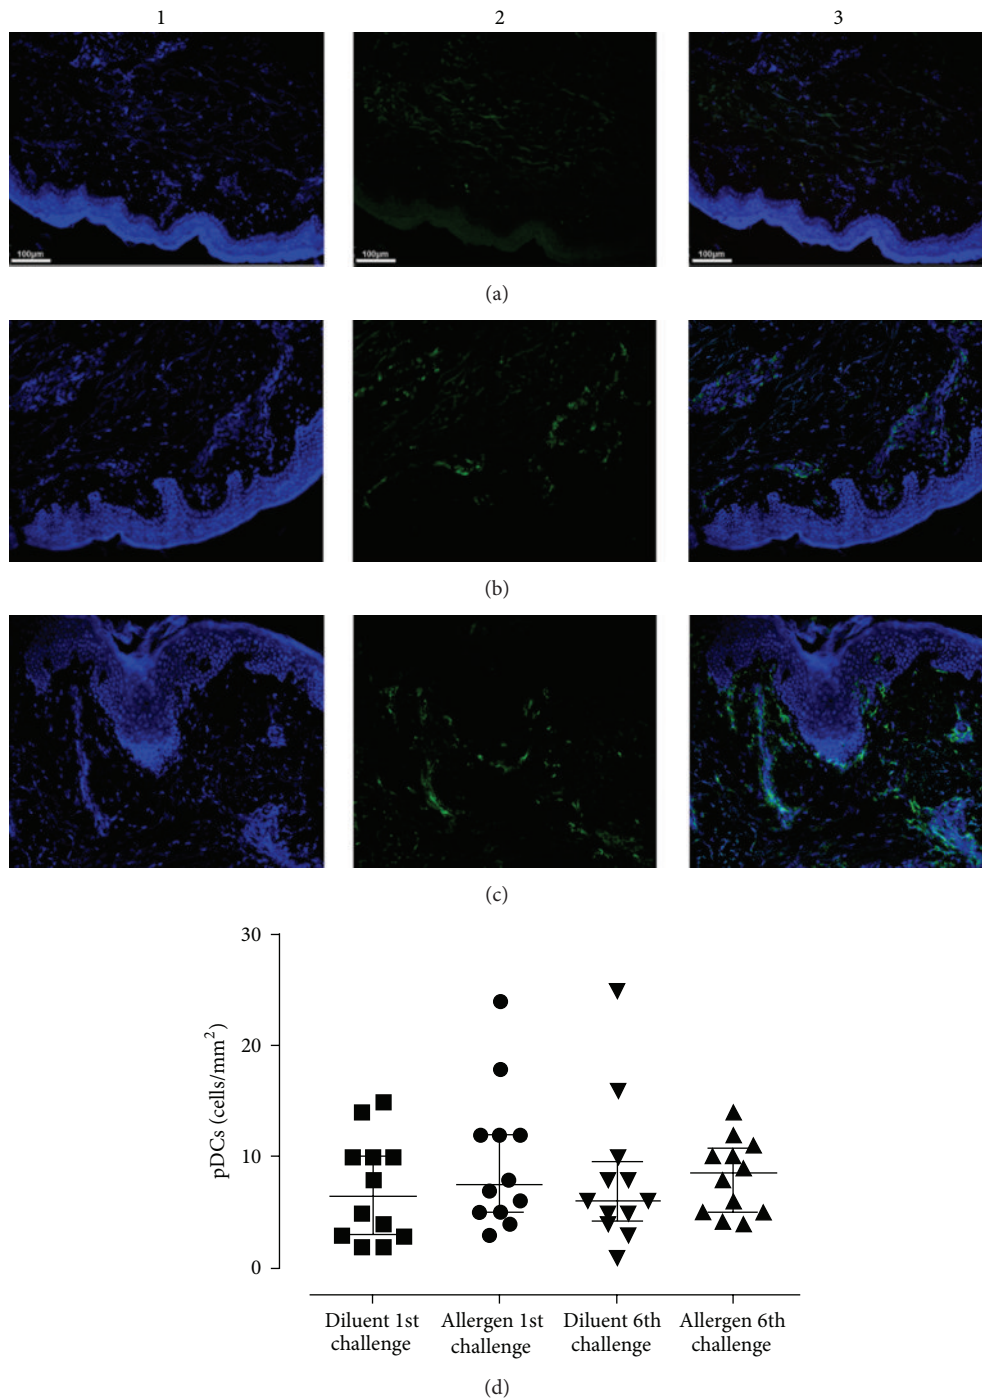 1 2 3
100μm 100μm 100μm
(a)
(b)
(c)
30
20
10
0
pDCs (cells/mm²)
Diluent 1st challenge
Allergen 1st challenge
Diluent 6th challenge
Allergen 6th challenge
(d)